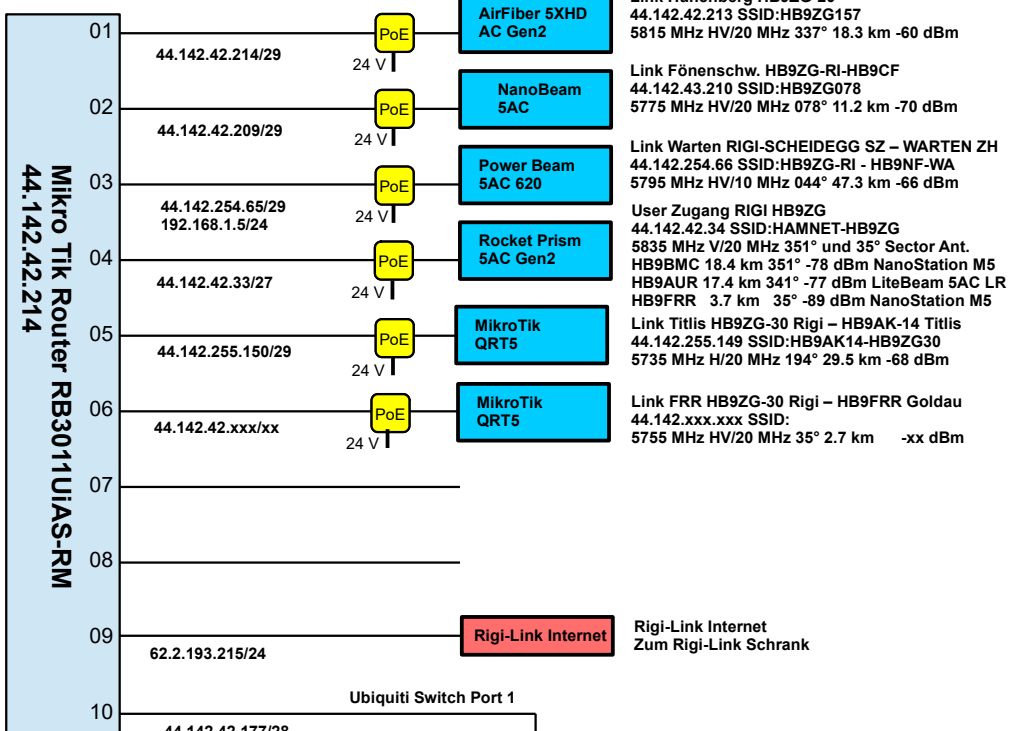 Mikro Tik Router RB3011UiAS-RM
44.142.42.214
01
44.142.42.214/29
PoE
24 V
AirFiber 5XHD
AC Gen2
44.142.42.213 SSID:HB9ZG157
5815 MHz HV/20 MHz 337° 18.3 km -60 dBm
02
44.142.42.209/29
PoE
24 V
NanoBeam
5AC
Link Fönenschw. HB9ZG-RI-HB9CF
44.142.43.210 SSID:HB9ZG078
5775 MHz HV/20 MHz 078° 11.2 km -70 dBm
03
44.142.254.65/29
192.168.1.5/24
PoE
24 V
Power Beam
5AC 620
Link Warten RIGI-SCHEIDEGG SZ – WARTEN ZH
44.142.254.66 SSID:HB9ZG-RI - HB9NF-WA
5795 MHz HV/10 MHz 044° 47.3 km -66 dBm
04
44.142.42.33/27
PoE
24 V
Rocket Prism
5AC Gen2
User Zugang RIGI HB9ZG
44.142.42.34 SSID:HAMNET-HB9ZG
5835 MHz V/20 MHz 351° und 35° Sector Ant.
HB9BMC 18.4 km 351° -78 dBm NanoStation M5
HB9AUR 17.4 km 341° -77 dBm LiteBeam 5AC LR
HB9FRR 3.7 km 35° -89 dBm NanoStation M5
05
44.142.255.150/29
PoE
24 V
MikroTik
QRT5
Link Titlis HB9ZG-30 Rigi – HB9AK-14 Titlis
44.142.255.149 SSID:HB9AK14-HB9ZG30
5735 MHz H/20 MHz 194° 29.5 km -68 dBm
06
44.142.42.xxx/xx
PoE
24 V
MikroTik
QRT5
Link FRR HB9ZG-30 Rigi – HB9FRR Goldau
44.142.xxx.xxx SSID:
5755 MHz HV/20 MHz 35° 2.7 km -xx dBm
07
08
09
62.2.193.215/24
Rigi-Link Internet
Rigi-Link Internet
Zum Rigi-Link Schrank
10
Ubiquiti Switch Port 1
44.142.42.177/28